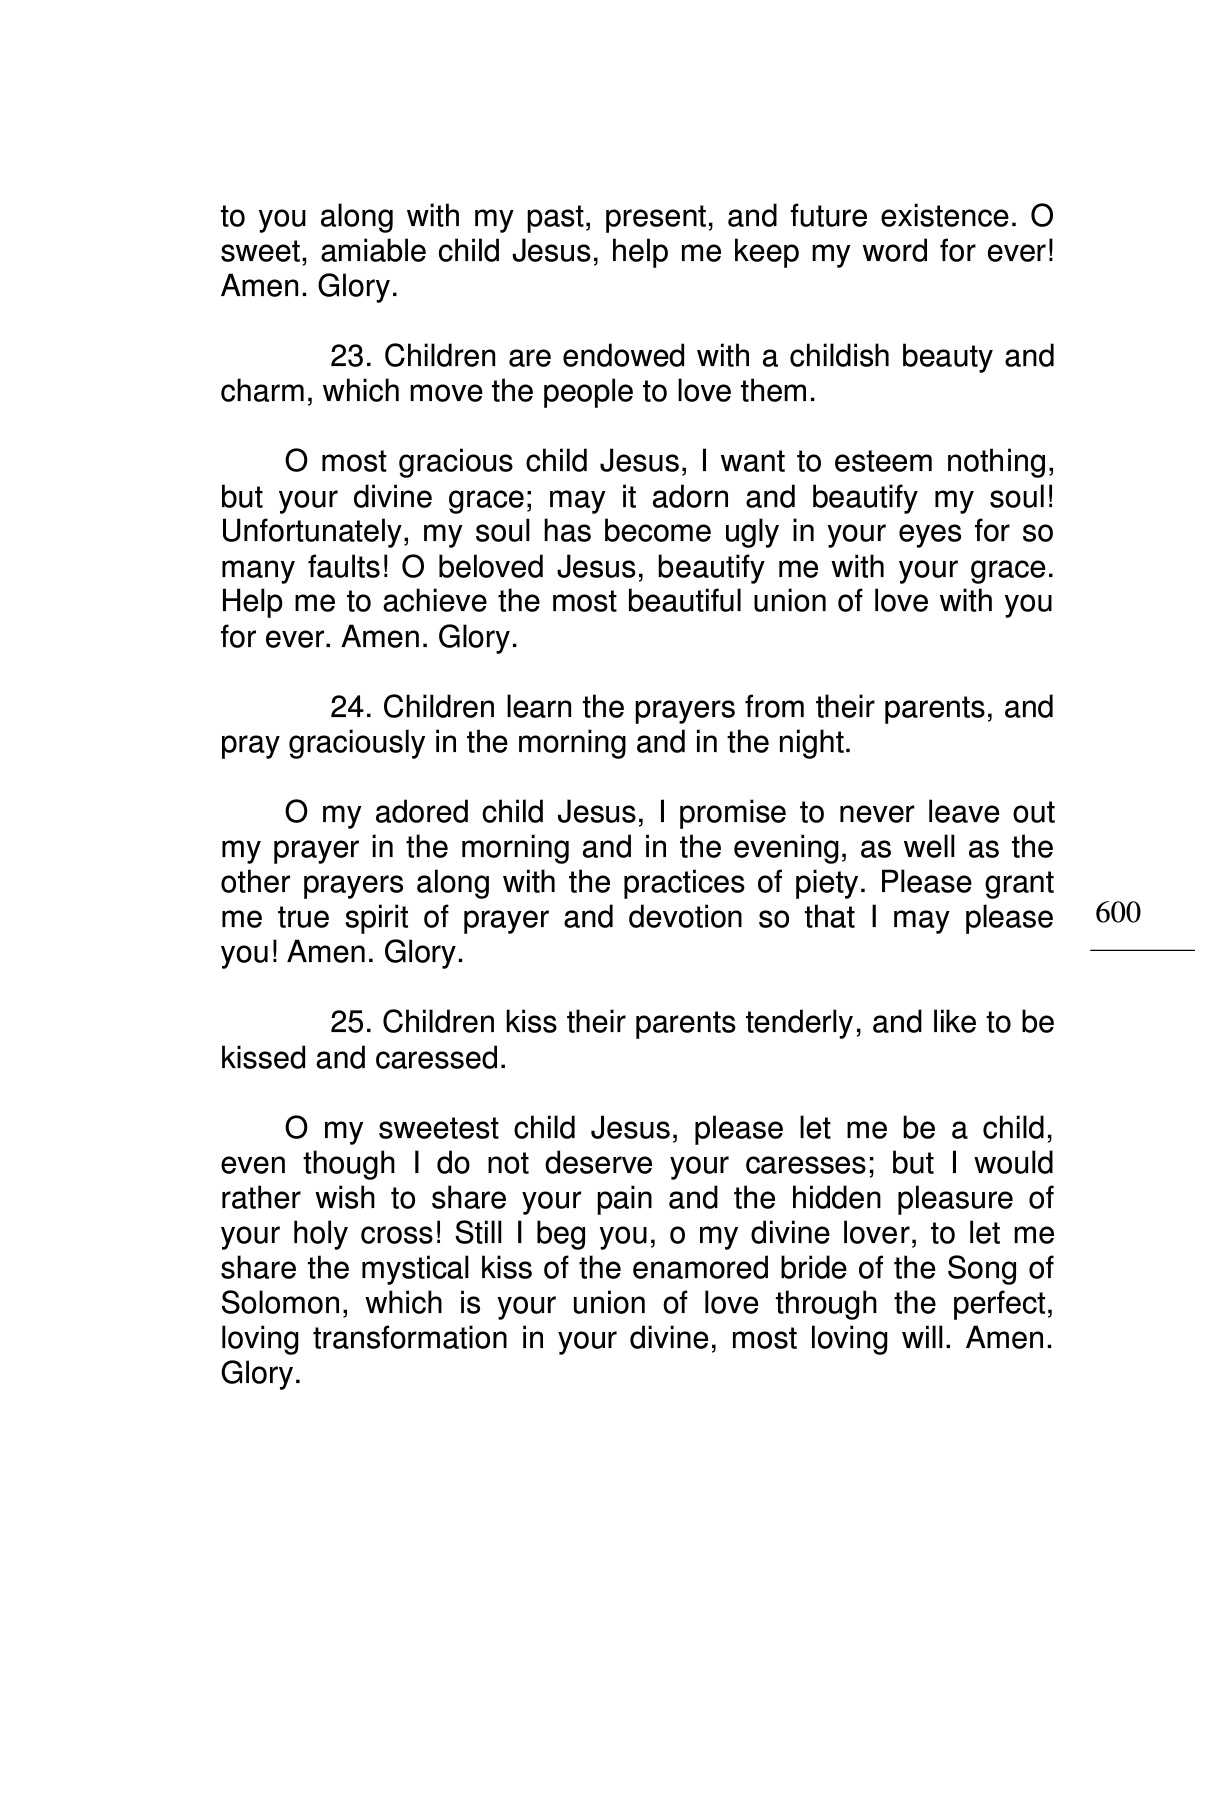 to you along with my past, present, and future existence. O
sweet, amiable child Jesus, help me keep my word for ever!
Amen. Glory.
23. Children are endowed with a childish beauty and
charm, which move the people to love them.
O most gracious child Jesus, I want to esteem nothing,
but your divine grace; may it adorn and beautify my soul!
Unfortunately, my soul has become ugly in your eyes for so
many faults! O beloved Jesus, beautify me with your grace.
Help me to achieve the most beautiful union of love with you
for ever. Amen. Glory.
24. Children learn the prayers from their parents, and
pray graciously in the morning and in the night.
O my adored child Jesus, I promise to never leave out
my prayer in the morning and in the evening, as well as the
other prayers along with the practices of piety. Please grant
me true spirit of prayer and devotion so that I may please
you! Amen. Glory.
600
25. Children kiss their parents tenderly, and like to be
kissed and caressed.
O my sweetest child Jesus, please let me be a child,
even though I do not deserve your caresses; but I would
rather wish to share your pain and the hidden pleasure of
your holy cross! Still I beg you, o my divine lover, to let me
share the mystical kiss of the enamored bride of the Song of
Solomon, which is your union of love through the perfect,
loving transformation in your divine, most loving will. Amen.
Glory.